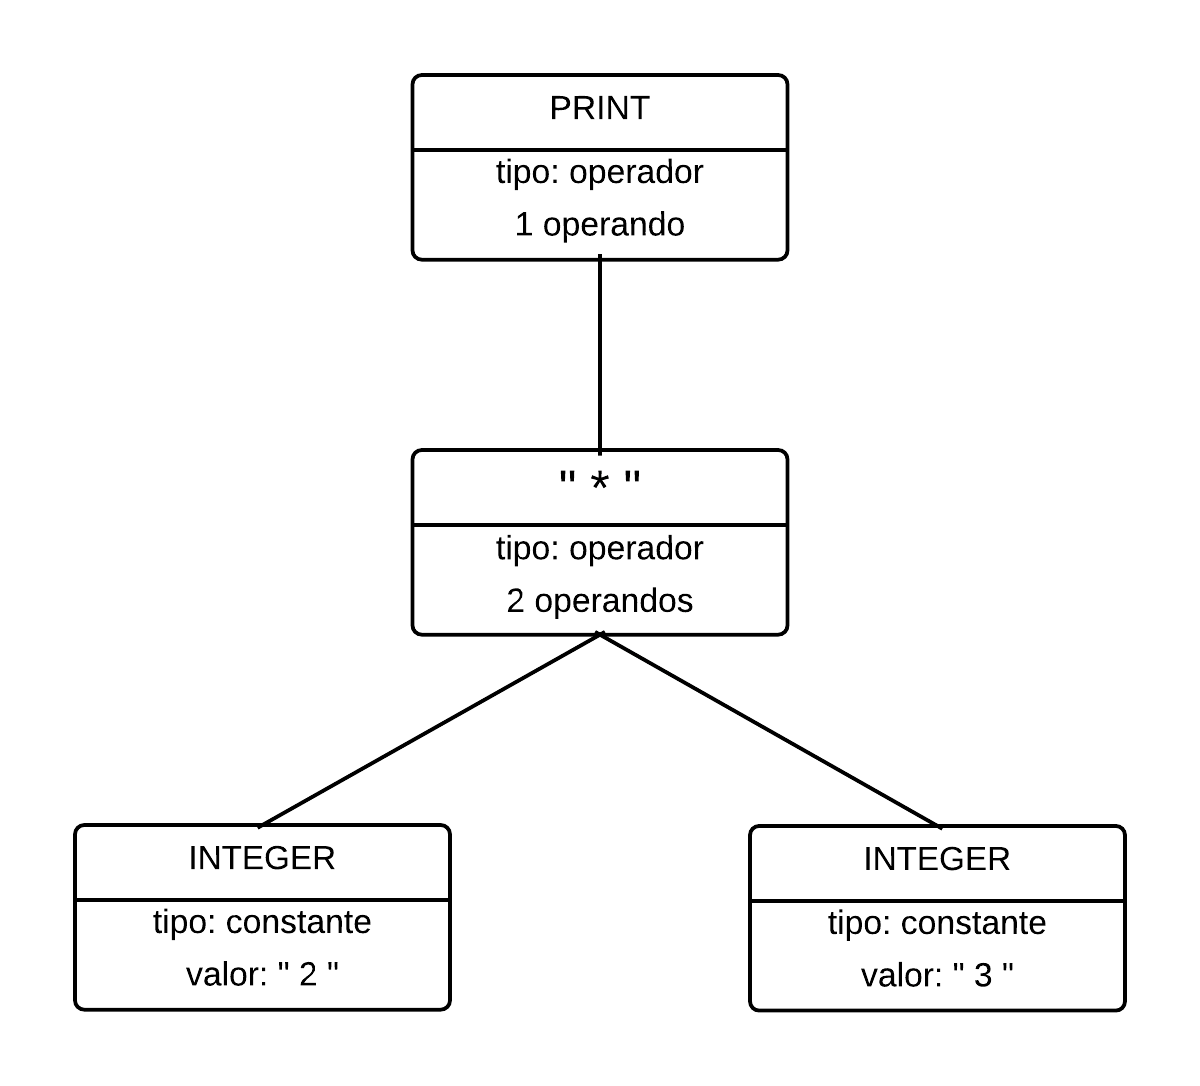 PRINT
tipo: operador
1 operando
" * "
tipo: operador
2 operandos
INTEGER
tipo: constante
valor: " 2 "
INTEGER
tipo: constante
valor: " 3 "